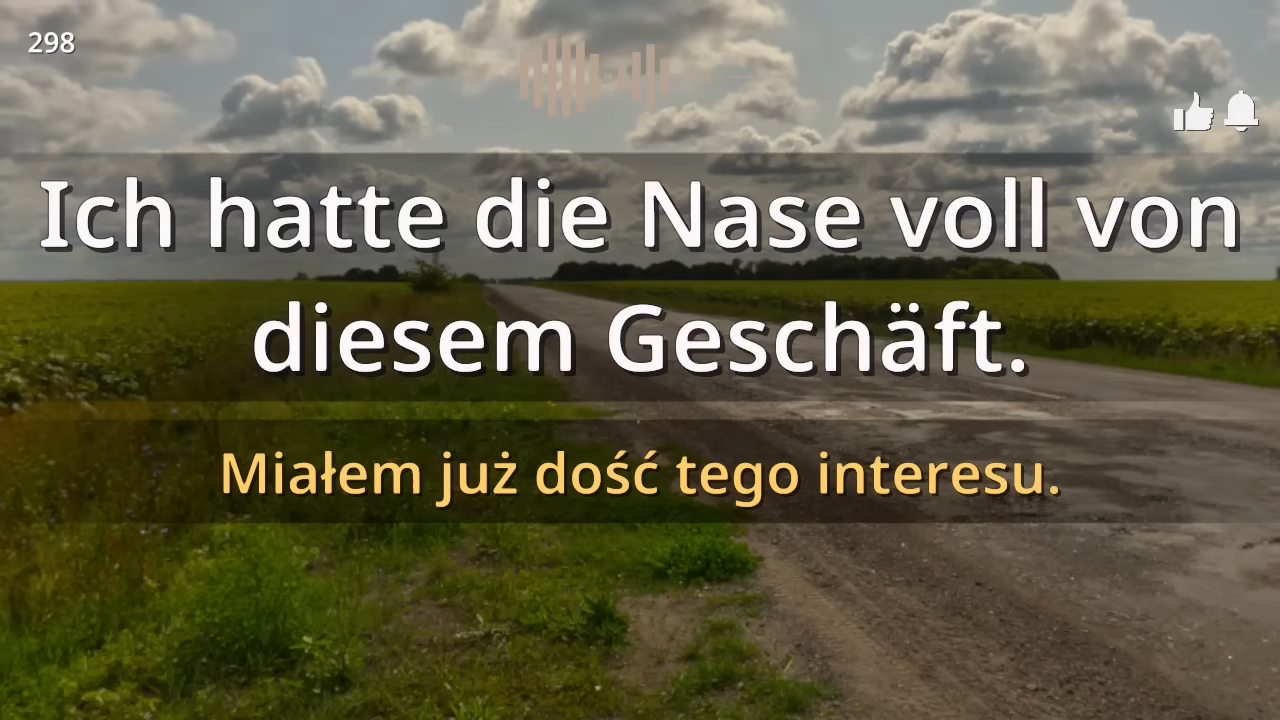 298
Ich hatte die Nase voll von
diesem Geschäft.
Miałem już dość tego interesu.